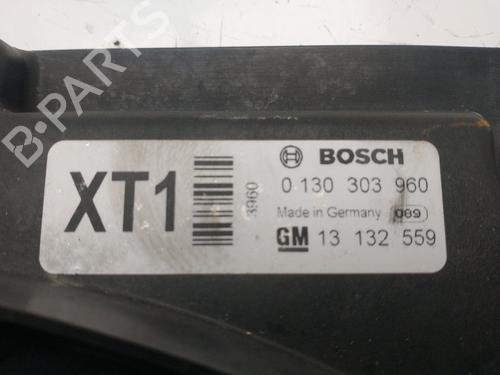 B-PARTS
XT1
3960
BOSCH
0 130 303 960
Made in Germany 089
GM 13 132 559